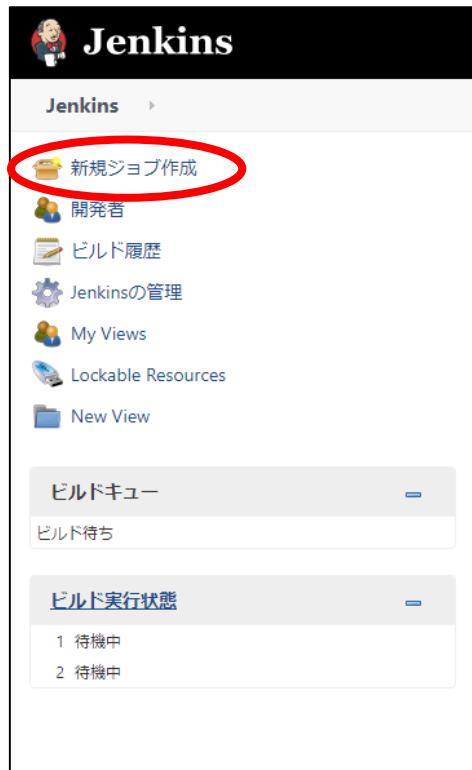 Jenkins
Jenkins
新規ジョブ作成
開発者
ビルド履歴
Jenkinsの管理
My Views
Lockable Resources
New View
ビルドキュー
ビルド待ち
ビルド実行状態
1 待機中
2 待機中